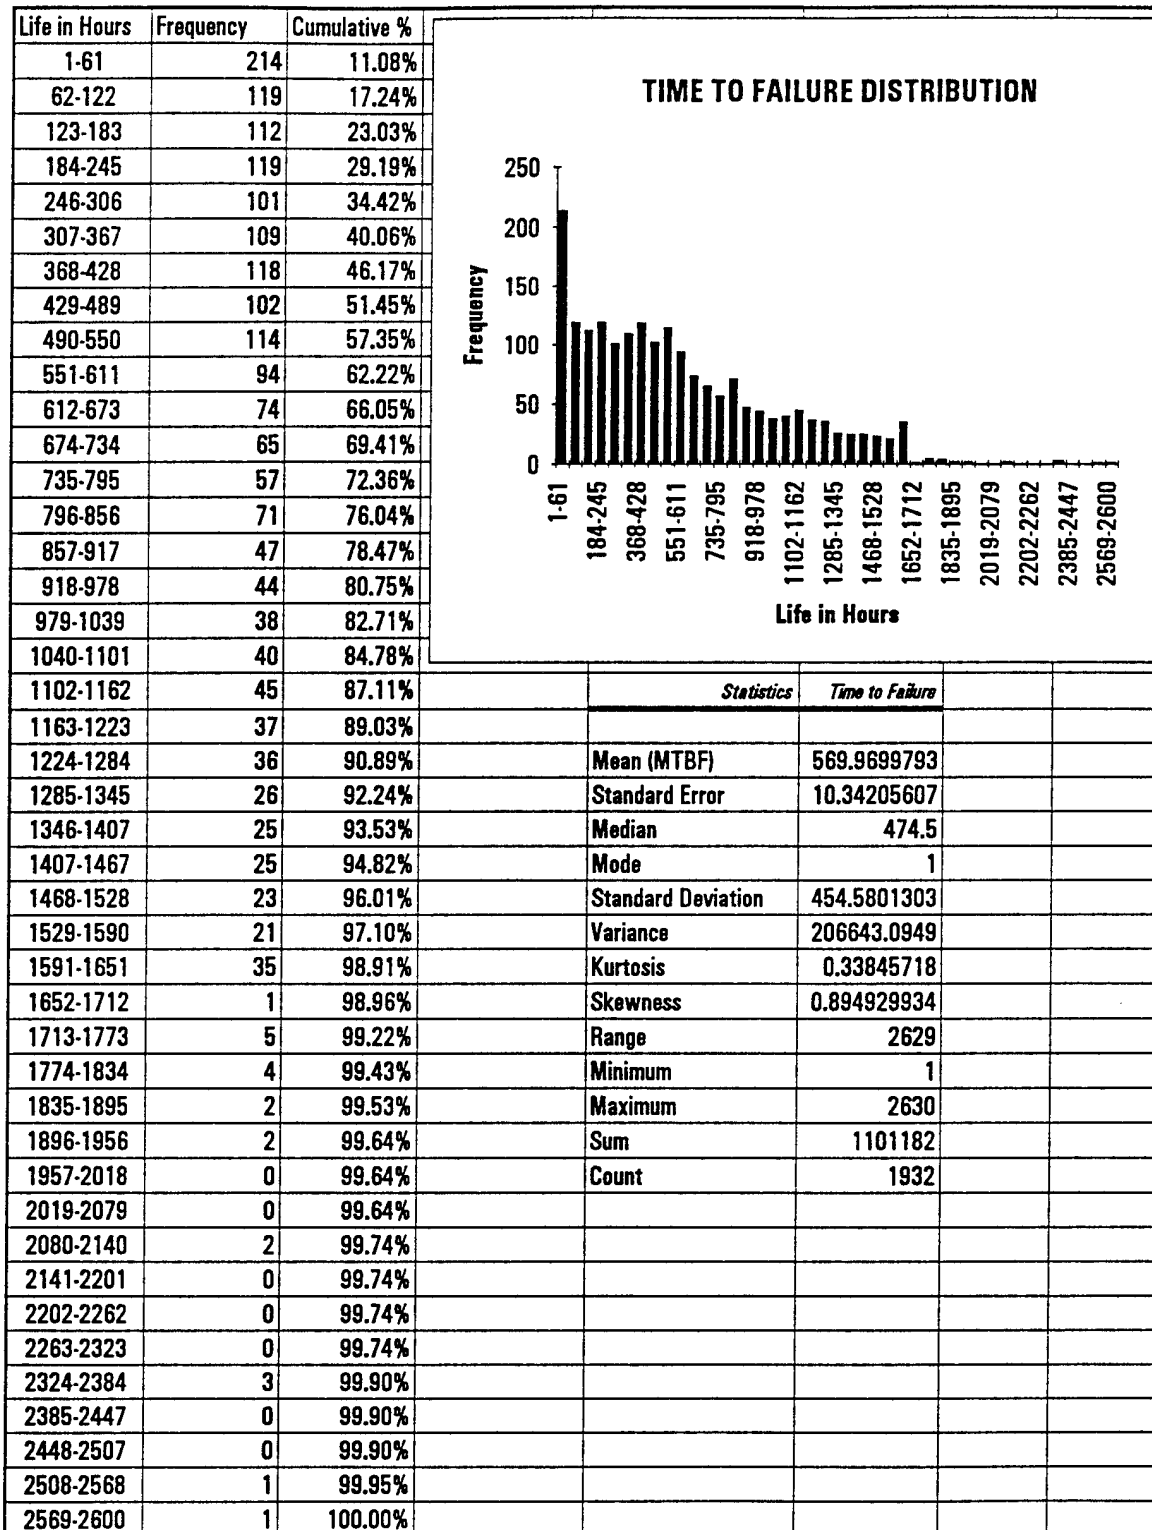 Life in Hours Frequency Cumulative %
1-61 214 11.08%
62-122 119 17.24%
123-183 112 23.03%
184-245 119 29.19%
246-306 101 34.42%
307-367 109 40.06%
368-428 118 46.17%
429-489 102 51.45%
490-550 114 57.35%
551-611 94 62.22%
612-673 74 66.05%
674-734 65 69.41%
735-795 57 72.36%
796-856 71 76.04%
857-917 47 78.47%
918-978 44 80.75%
979-1039 38 82.71%
1040-1101 40 84.78%
1102-1162 45 87.11%
1163-1223 37 89.03%
1224-1284 36 90.89%
1285-1345 26 92.24%
1346-1407 25 93.53%
1407-1467 25 94.82%
1468-1528 23 96.01%
1529-1590 21 97.10%
1591-1651 35 98.91%
1652-1712 1 98.96%
1713-1773 5 99.22%
1774-1834 4 99.43%
1835-1895 2 99.53%
1896-1956 2 99.64%
1957-2018 0 99.64%
2019-2079 0 99.64%
2080-2140 2 99.74%
2141-2201 0 99.74%
2202-2262 0 99.74%
2263-2323 0 99.74%
2324-2384 3 99.90%
2385-2447 0 99.90%
2448-2507 0 99.90%
2508-2568 1 99.95%
2569-2600 1 100.00%
TIME TO FAILURE DISTRIBUTION
Frequency
250
200
150
100
50
0
1-61
184-245
368-428
551-611
735-795
918-978
1102-1162
1285-1345
1468-1528
1652-1712
1835-1895
2019-2079
2202-2262
2385-2447
2569-2600
Life in Hours
Statistics Time to Failure
Mean (MTBF) 569.9699793
Standard Error 10.34205607
Median 474.5
Mode 1
Standard Deviation 454.5801303
Variance 206643.0949
Kurtosis 0.33845718
Skewness 0.894929934
Range 2629
Minimum 1
Maximum 2630
Sum 1101182
Count 1932